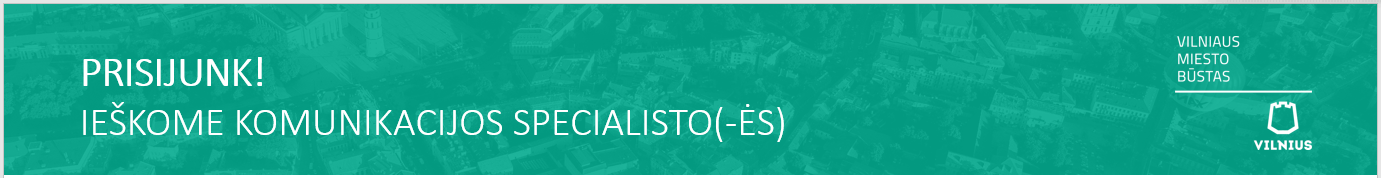 PRISIJUNK!
IEŠKOME KOMUNIKACIJOS SPECIALISTO(-ĖS)
VILNIAUS
MIESTO
BŪSTAS
VILNIUS